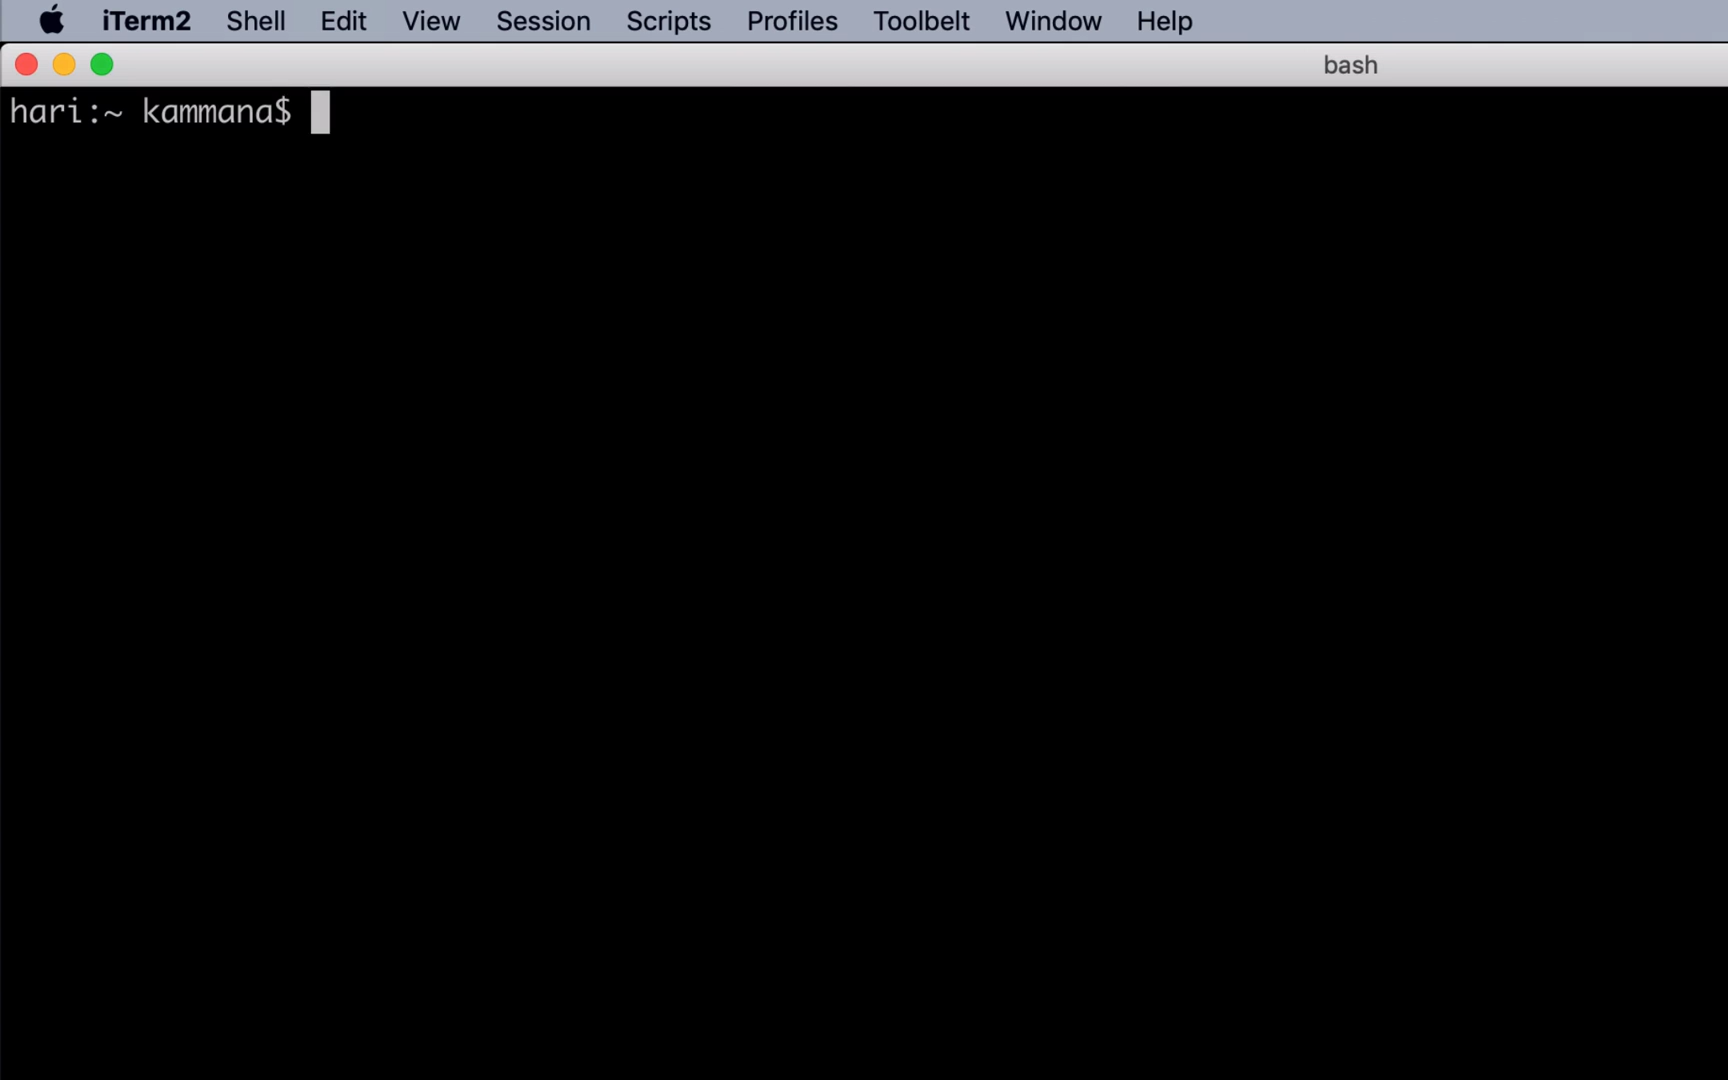 iTerm2 Shell Edit View Session Scripts Profiles Toolbelt Window Help
bash
hari:~ kammana$